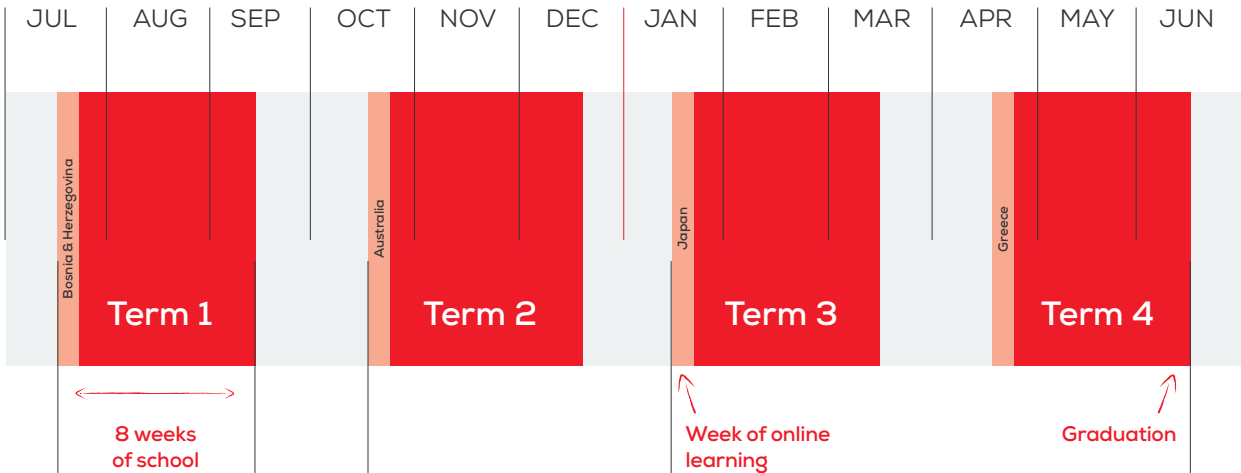 JUL AUG SEP OCT NOV DEC JAN FEB MAR APR MAY JUN
Bosnia & Herzegovina
Australia
Japan
Greece
Term 1
Term 2
Term 3
Term 4
8 weeks
of school
Week of online
learning
Graduation